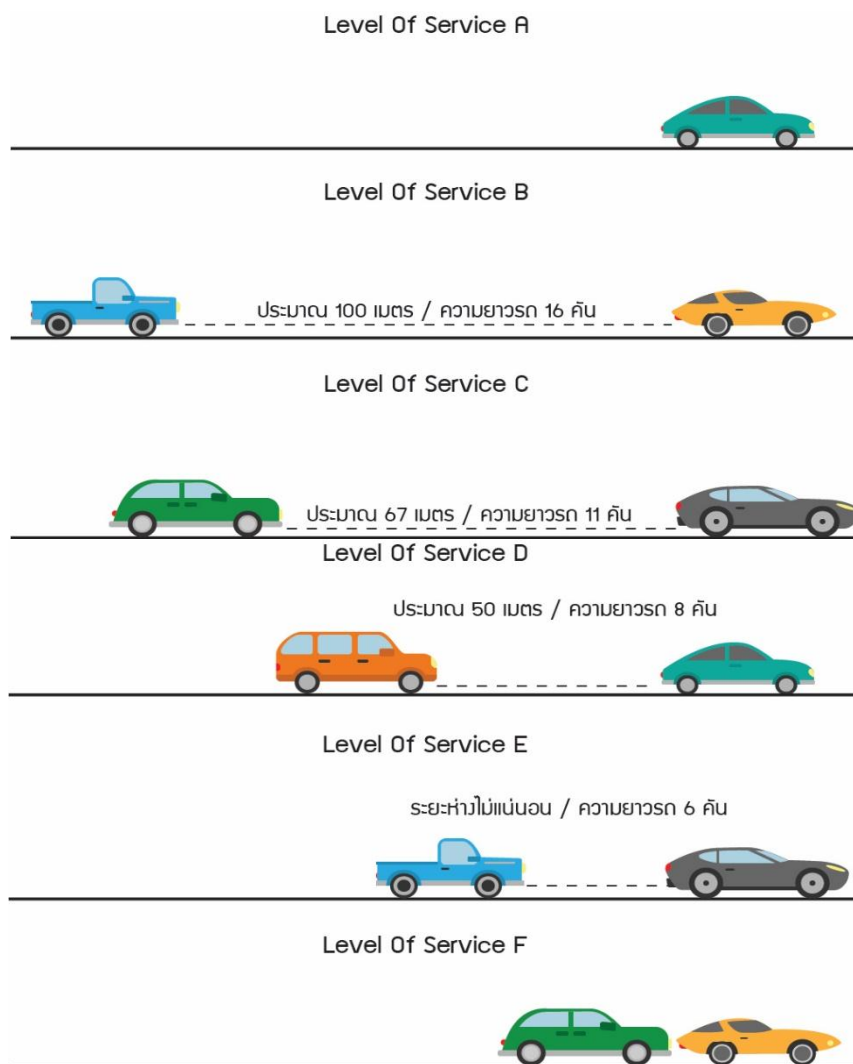 Level Of Service A
Level Of Service B
ประมาณ 100 เมตร / ความยาวรถ 16 คัน
Level Of Service C
ประมาณ 67 เมตร / ความยาวรถ 11 คัน
Level Of Service D
ประมาณ 50 เมตร / ความยาวรถ 8 คัน
Level Of Service E
ระยะห่างไม่แน่นอน / ความยาวรถ 6 คัน
Level Of Service F